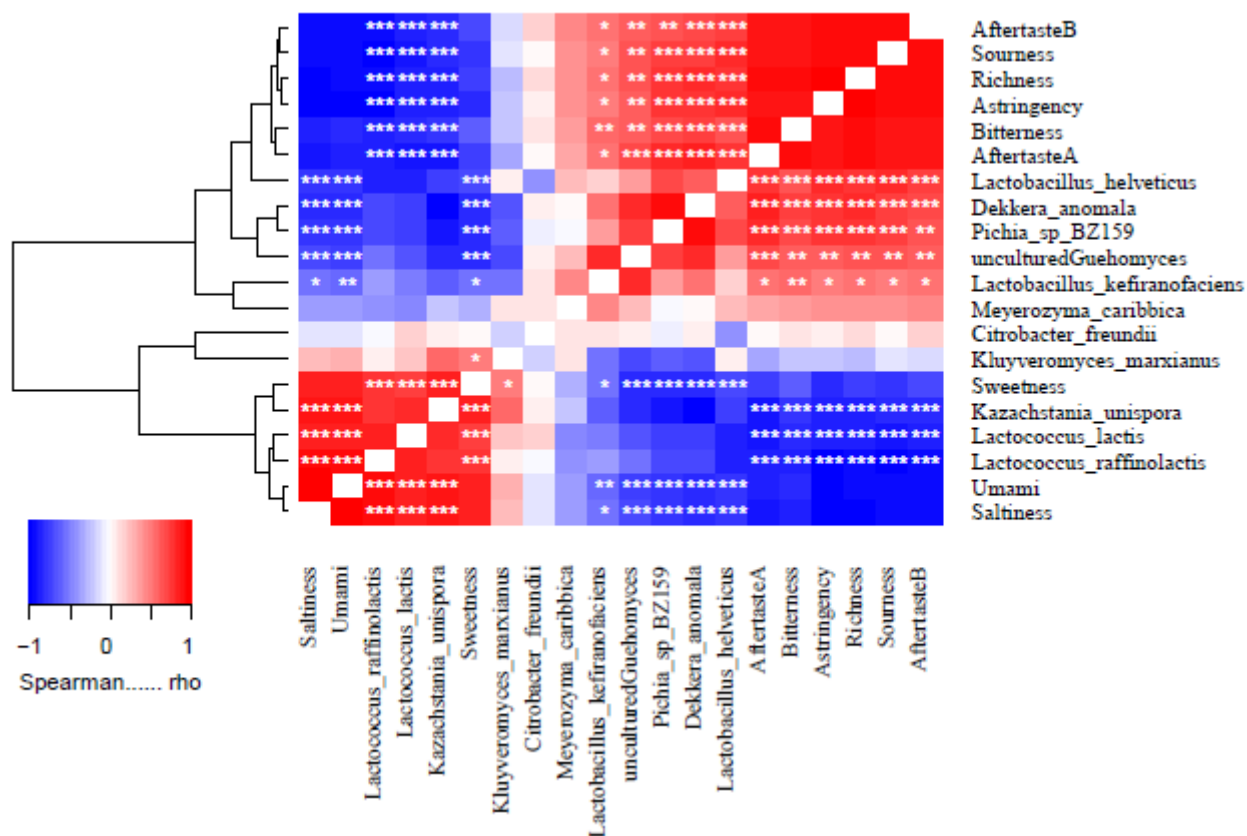 *** *** *** * ** ** *** *** AftertasteB
*** *** *** * ** *** *** *** Sourness
*** *** *** * ** *** *** *** Richness
*** *** *** * ** *** *** *** Astringency
*** *** *** ** ** *** *** *** Bitterness
*** *** *** * *** *** *** *** AftertasteA
*** *** *** *** *** *** *** *** *** Lactobacillus_helveticus
*** *** *** *** *** *** *** *** *** Dekkera_anomala
*** *** *** *** *** *** *** *** ** Pichia_sp_BZ159
*** *** *** *** ** ** ** ** ** unculturedGuehomyces
* ** * * ** * * * * Lactobacillus_kefiranofaciens
Meyerozyma_caribbica
Citrobacter_freundii
* Kluyveromyces_marxianus
*** *** *** * * *** *** *** *** Sweetness
*** *** *** *** *** *** *** *** *** Kazachstania_unispora
*** *** *** *** *** *** *** *** *** Lactococcus_lactis
*** *** *** *** *** *** *** *** *** Lactococcus_raffinolactis
*** *** *** ** *** *** *** *** Umami
*** *** *** * *** *** *** *** Saltiness
−1 0 1
Spearman...... rho
Saltiness
Umami
Lactococcus_raffinolactis
Lactococcus_lactis
Kazachstania_unispora
Sweetness
Kluyveromyces_marxianus
Citrobacter_freundii
Meyerozyma_caribbica
Lactobacillus_kefiranofaciens
unculturedGuehomyces
Pichia_sp_BZ159
Dekkera_anomala
Lactobacillus_helveticus
AftertasteA
Bitterness
Astringency
Richness
Sourness
AftertasteB